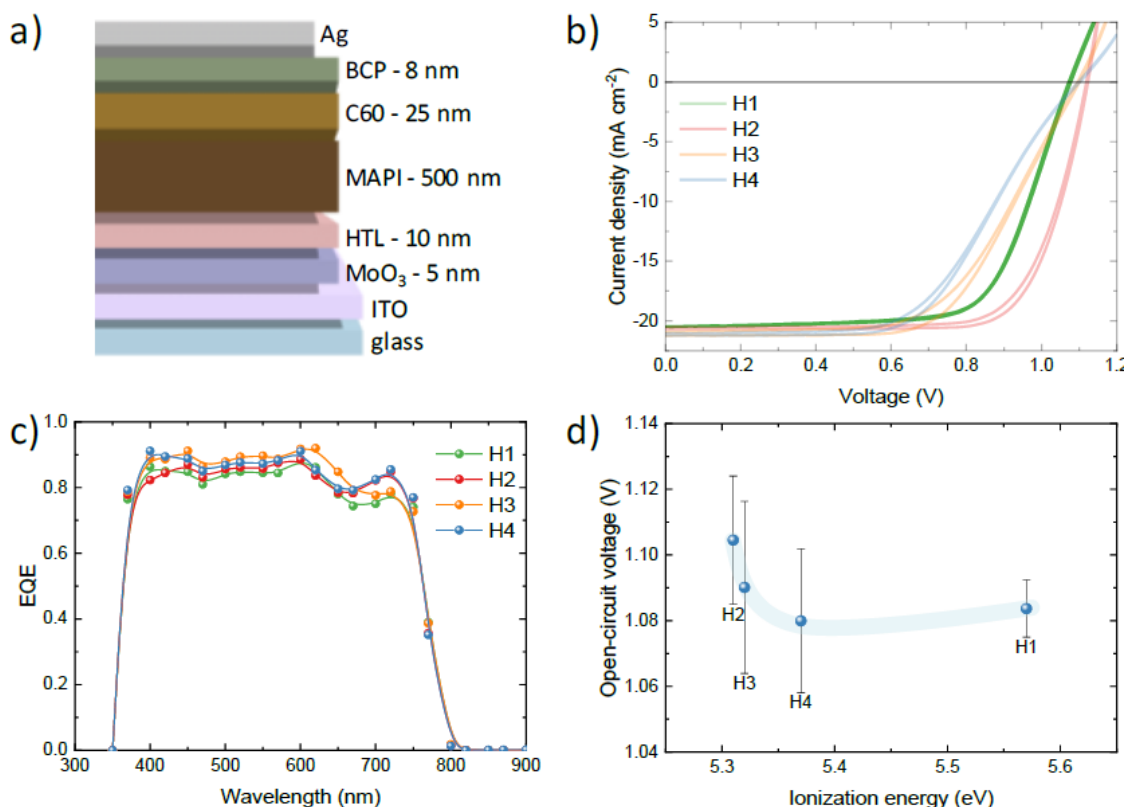 a)
Ag
BCP - 8 nm
C60 - 25 nm
MAPI - 500 nm
HTL - 10 nm
MoO₃ - 5 nm
ITO
glass
b)
5
0
-5
-10
-15
-20
Current density (mA cm⁻²)
H1
H2
H3
H4
0.0 0.2 0.4 0.6 0.8 1.0 1.2
Voltage (V)
c)
1.0
0.8
0.6
0.4
0.2
0.0
EQE
H1
H2
H3
H4
300 400 500 600 700 800 900
Wavelength (nm)
d)
1.14
1.12
1.10
1.08
1.06
1.04
Open-circuit voltage (V)
H2
H3
H4
H1
5.3 5.4 5.5 5.6
Ionization energy (eV)